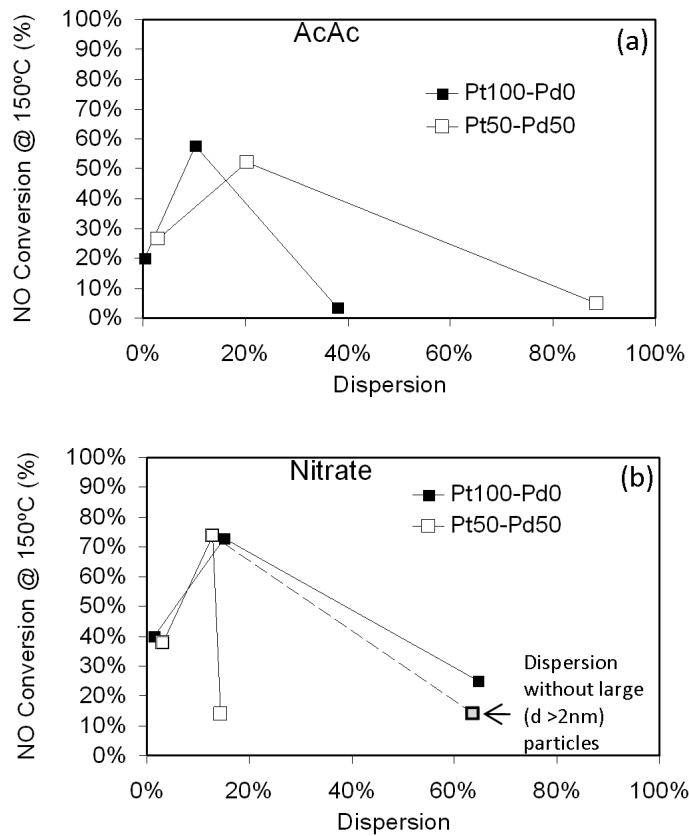 AcAc
(a)
100%
90%
80%
70%
60%
50%
40%
30%
20%
10%
0%
NO Conversion @ 150ºC (%)
Pt100-Pd0
Pt50-Pd50
0% 20% 40% 60% 80% 100%
Dispersion
Nitrate
(b)
100%
90%
80%
70%
60%
50%
40%
30%
20%
10%
0%
NO Conversion @ 150ºC (%)
Pt100-Pd0
Pt50-Pd50
Dispersion
without large
(d >2nm)
particles
0% 20% 40% 60% 80% 100%
Dispersion